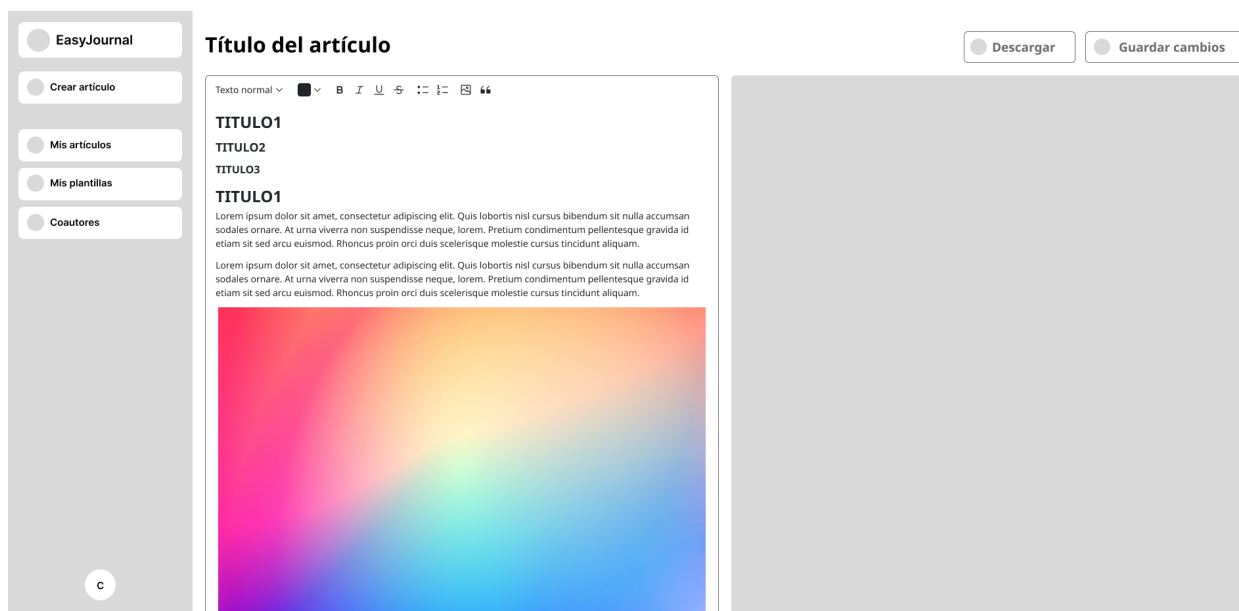 EasyJournal
Crear artículo
Mis artículos
Mis plantillas
Coautores
C
Título del artículo
Descargar
Guardar cambios
Texto normal
B I U S
TITULO1
TITULO2
TITULO3
TITULO1
Lorem ipsum dolor sit amet, consectetur adipiscing elit. Quis lobortis nisl cursus bibendum sit nulla accumsan
sodales ornare. At urna viverra non suspendisse neque, lorem. Pretium condimentum pellentesque gravida id
etiam sit sed arcu euismod. Rhoncus proin orci duis scelerisque molestie cursus tincidunt aliquam.
Lorem ipsum dolor sit amet, consectetur adipiscing elit. Quis lobortis nisl cursus bibendum sit nulla accumsan
sodales ornare. At urna viverra non suspendisse neque, lorem. Pretium condimentum pellentesque gravida id
etiam sit sed arcu euismod. Rhoncus proin orci duis scelerisque molestie cursus tincidunt aliquam.